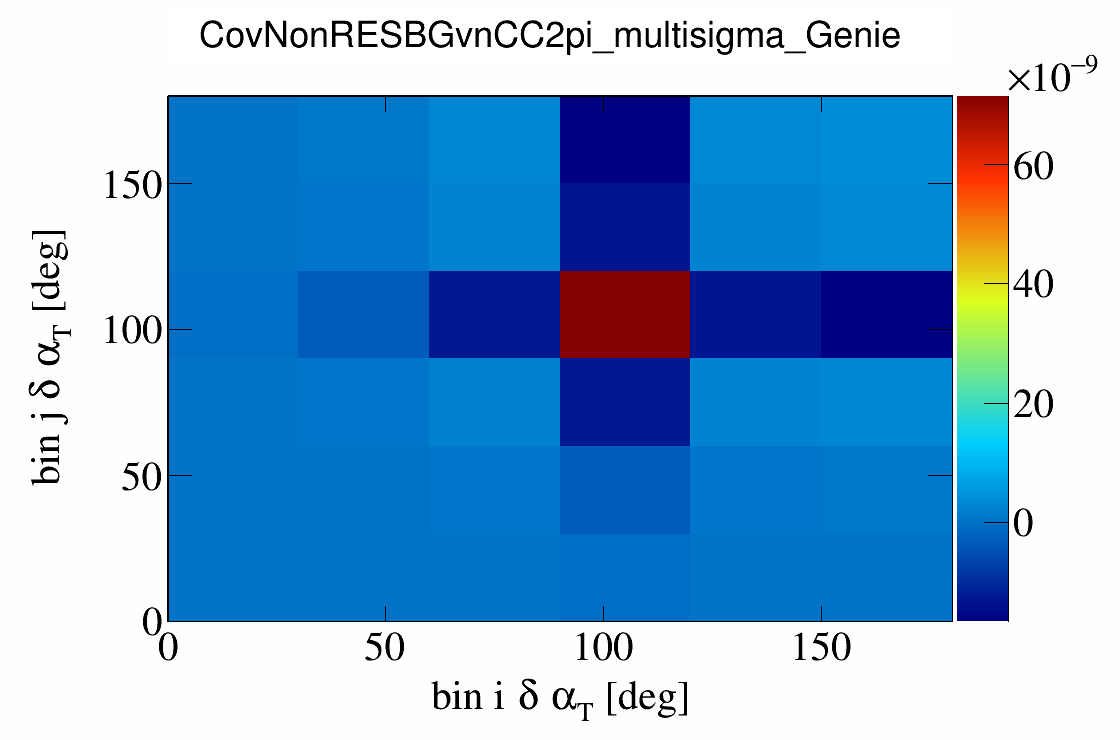 CovNonRESBGvnCC2pi_multisigma_Genie
×10⁻⁹
150
100
50
0
bin j δ α_T [deg]
0 50 100 150
bin i δ α_T [deg]
60
40
20
0